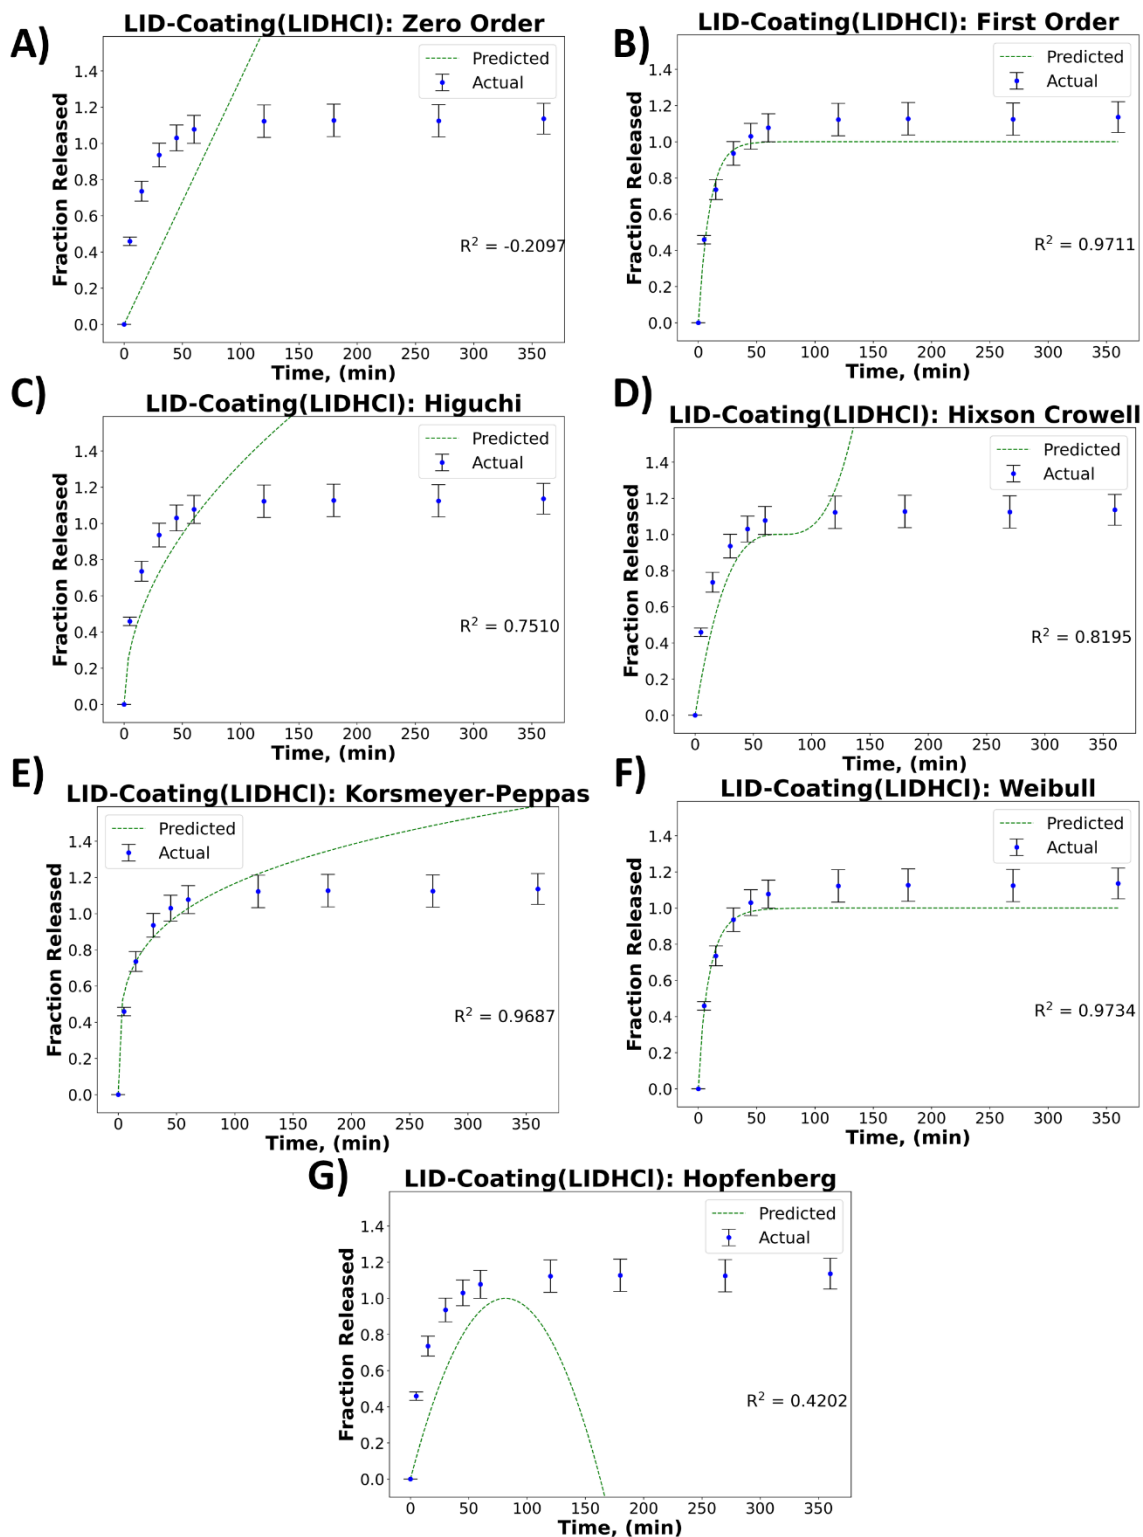 A)
LID-Coating(LIDHCl): Zero Order
Fraction Released
1.4
1.2
1.0
0.8
0.6
0.4
0.2
0.0
Predicted
Actual
R² = -0.2097
0 50 100 150 200 250 300 350
Time, (min)
B)
LID-Coating(LIDHCl): First Order
Fraction Released
1.4
1.2
1.0
0.8
0.6
0.4
0.2
0.0
Predicted
Actual
R² = 0.9711
0 50 100 150 200 250 300 350
Time, (min)
C)
LID-Coating(LIDHCl): Higuchi
Fraction Released
1.4
1.2
1.0
0.8
0.6
0.4
0.2
0.0
Predicted
Actual
R² = 0.7510
0 50 100 150 200 250 300 350
Time, (min)
D)
LID-Coating(LIDHCl): Hixson Crowell
Fraction Released
1.4
1.2
1.0
0.8
0.6
0.4
0.2
0.0
Predicted
Actual
R² = 0.8195
0 50 100 150 200 250 300 350
Time, (min)
E)
LID-Coating(LIDHCl): Korsmeyer-Peppas
Fraction Released
1.4
1.2
1.0
0.8
0.6
0.4
0.2
0.0
Predicted
Actual
R² = 0.9687
0 50 100 150 200 250 300 350
Time, (min)
F)
LID-Coating(LIDHCl): Weibull
Fraction Released
1.4
1.2
1.0
0.8
0.6
0.4
0.2
0.0
Predicted
Actual
R² = 0.9734
0 50 100 150 200 250 300 350
Time, (min)
G)
LID-Coating(LIDHCl): Hopfenberg
Fraction Released
1.4
1.2
1.0
0.8
0.6
0.4
0.2
0.0
Predicted
Actual
R² = 0.4202
0 50 100 150 200 250 300 350
Time, (min)